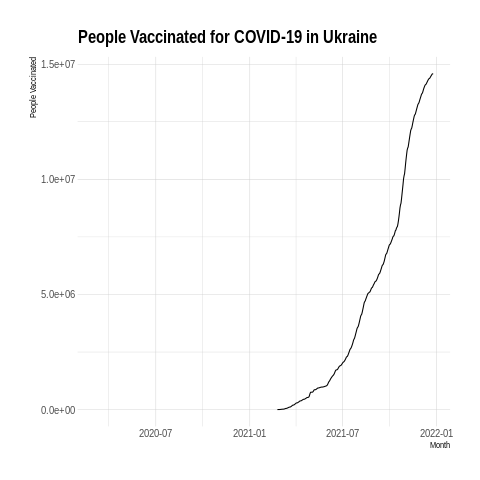 People Vaccinated for COVID-19 in Ukraine
People Vaccinated
1.5e+07
1.0e+07
5.0e+06
0.0e+00
2020-07 2021-01 2021-07 2022-01
Month